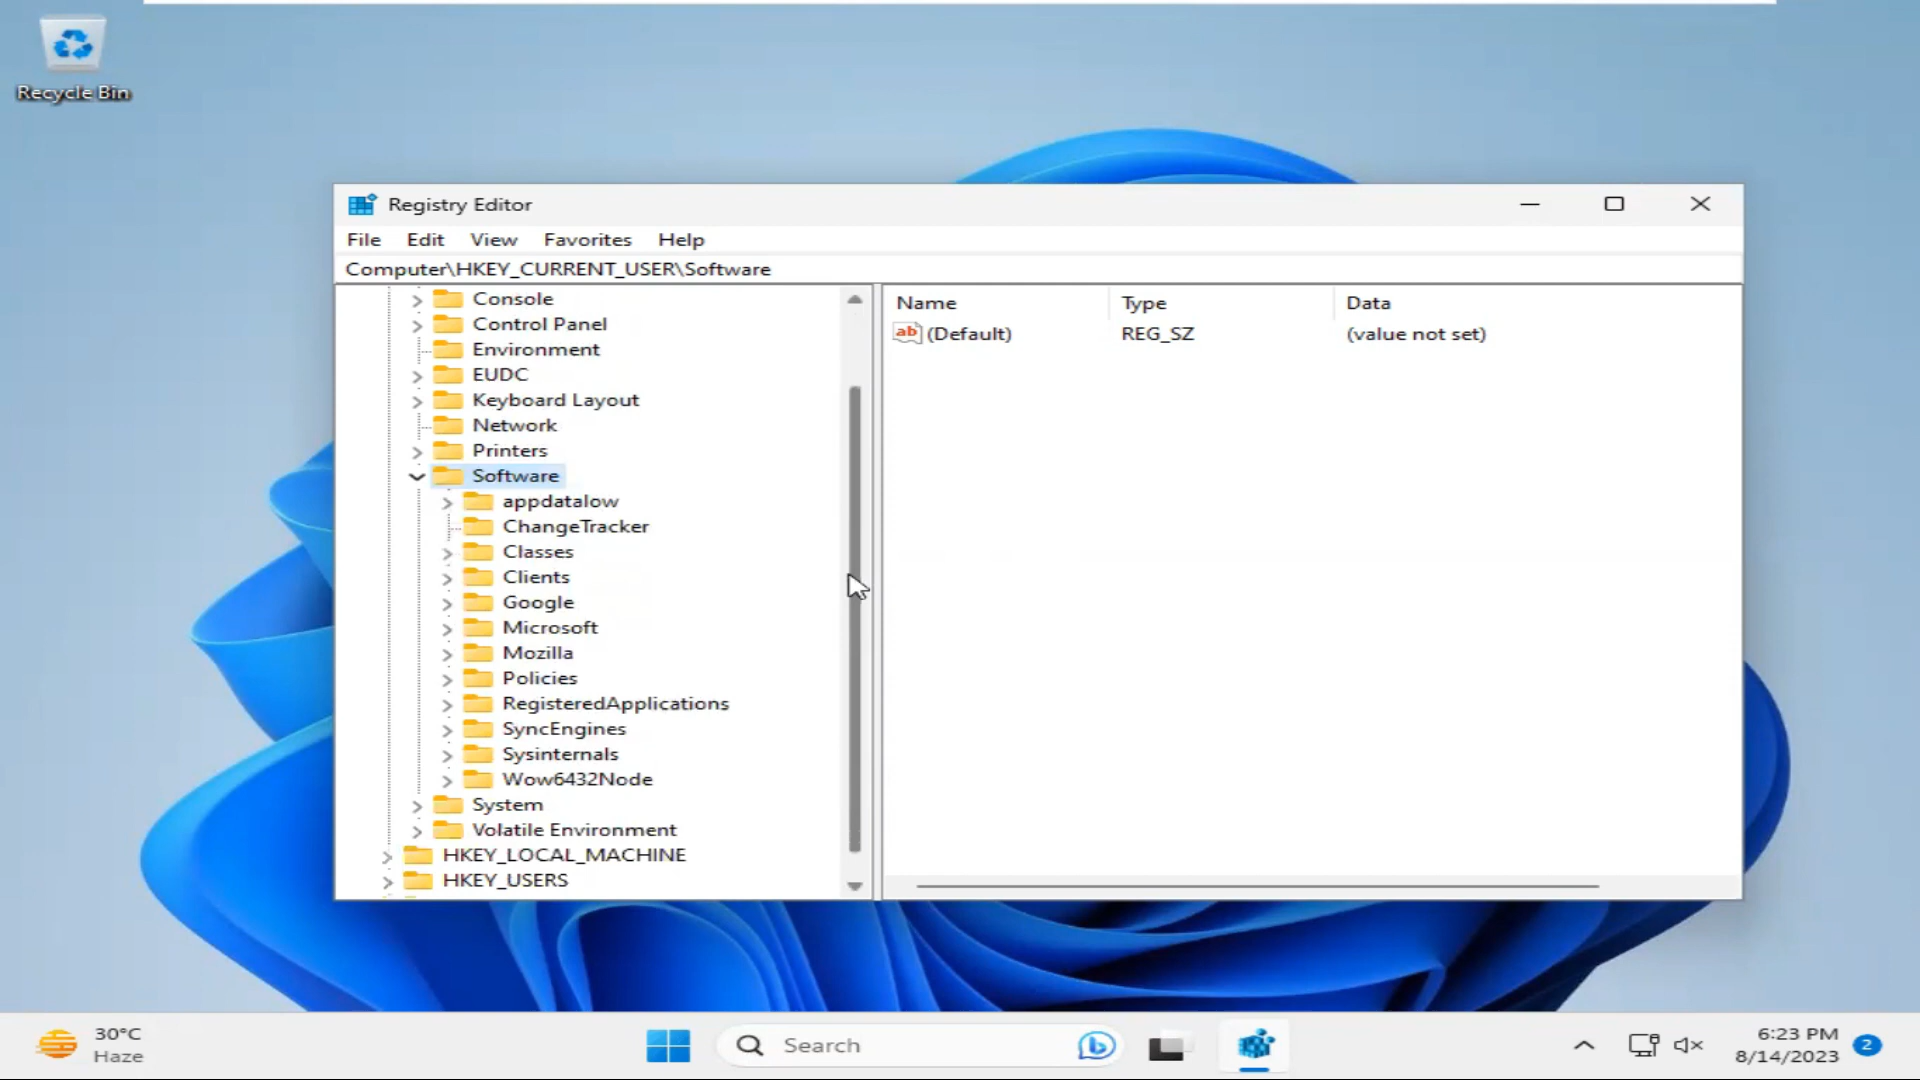 Recycle Bin
Registry Editor
File Edit View Favorites Help
Computer\HKEY_CURRENT_USER\Software
Console
Control Panel
Environment
EUDC
Keyboard Layout
Network
Printers
Software
appdatalow
ChangeTracker
Classes
Clients
Google
Microsoft
Mozilla
Policies
RegisteredApplications
SyncEngines
Sysinternals
Wow6432Node
System
Volatile Environment
HKEY_LOCAL_MACHINE
HKEY_USERS
Name Type Data
ab (Default) REG_SZ (value not set)
30°C
Haze
Search
6:23 PM
8/14/2023
2